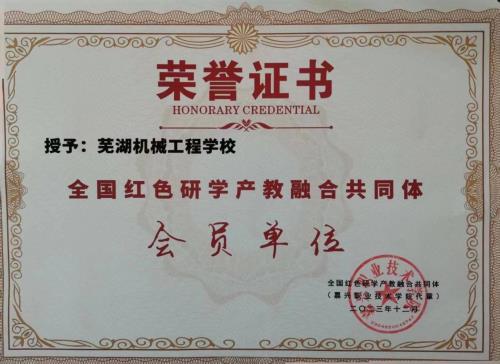 荣誉证书
HONORARY CREDENTIAL
授予：芜湖机械工程学校
全国红色研学产教融合共同体
会员单位
全国红色研学产教融合共同体
（嘉兴职业技术学院代章）
二〇二三年十二月